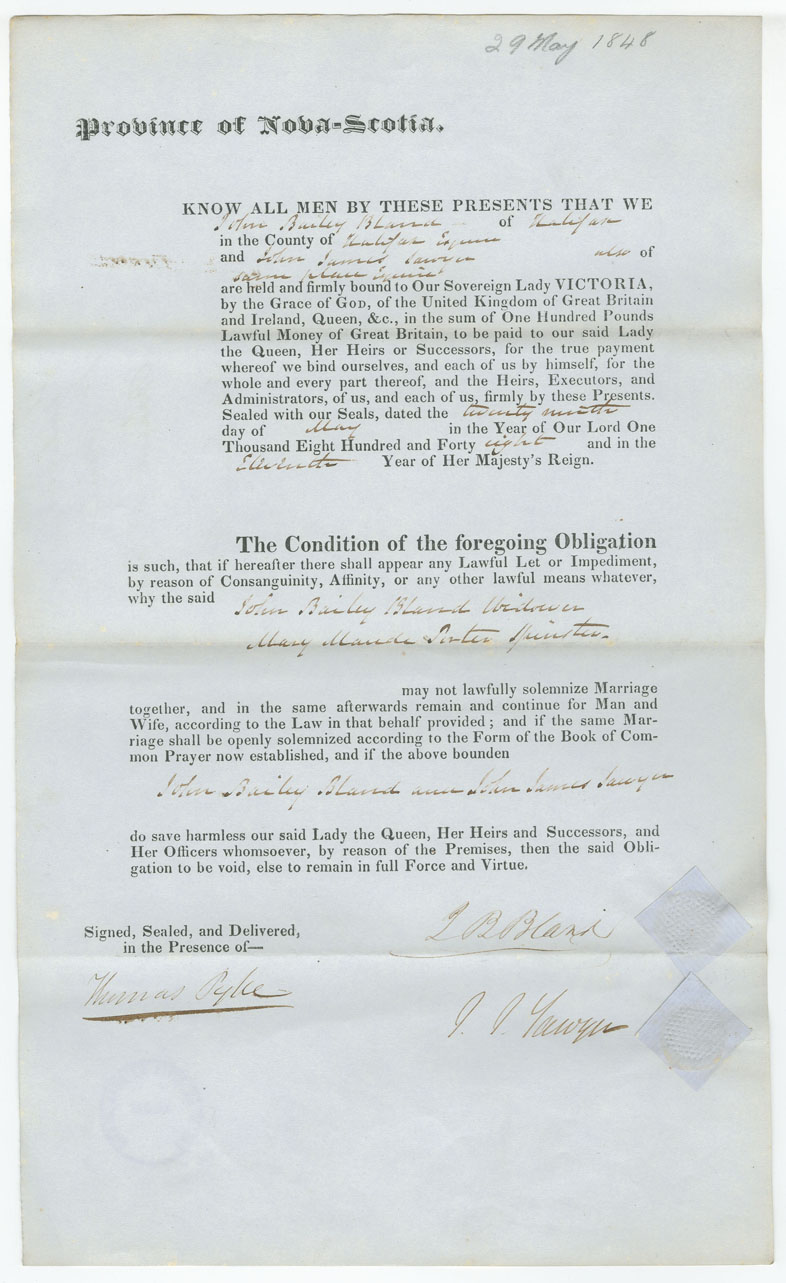 29 May 1848
Province of Nova-Scotia.
KNOW ALL MEN BY THESE PRESENTS THAT WE
John Bailey Bland of Halifax
in the County of Halifax Esquire
and John James Sawyer also of
same place Esquire
are held and firmly bound to Our Sovereign Lady VICTORIA,
by the Grace of GOD, of the United Kingdom of Great Britain
and Ireland, Queen, &c., in the sum of One Hundred Pounds
Lawful Money of Great Britain, to be paid to our said Lady
the Queen, Her Heirs or Successors, for the true payment
whereof we bind ourselves, and each of us by himself, for the
whole and every part thereof, and the Heirs, Executors, and
Administrators, of us, and each of us, firmly by these Presents.
Sealed with our Seals, dated the twenty ninth
day of May in the Year of Our Lord One
Thousand Eight Hundred and Forty eight and in the
Eleventh Year of Her Majesty's Reign.
The Condition of the foregoing Obligation
is such, that if hereafter there shall appear any Lawful Let or Impediment,
by reason of Consanguinity, Affinity, or any other lawful means whatever,
why the said John Bailey Bland Widower
Mary Maude Porter Spinster
may not lawfully solemnize Marriage
together, and in the same afterwards remain and continue for Man and
Wife, according to the Law in that behalf provided; and if the same Mar-
riage shall be openly solemnized according to the Form of the Book of Com-
mon Prayer now established, and if the above bounden
John Bailey Bland and John James Sawyer
do save harmless our said Lady the Queen, Her Heirs and Successors, and
Her Officers whomsoever, by reason of the Premises, then the said Obli-
gation to be void, else to remain in full Force and Virtue.
Signed, Sealed, and Delivered,
in the Presence of—
J B Bland
Thomas Pyke
J. J. Sawyer